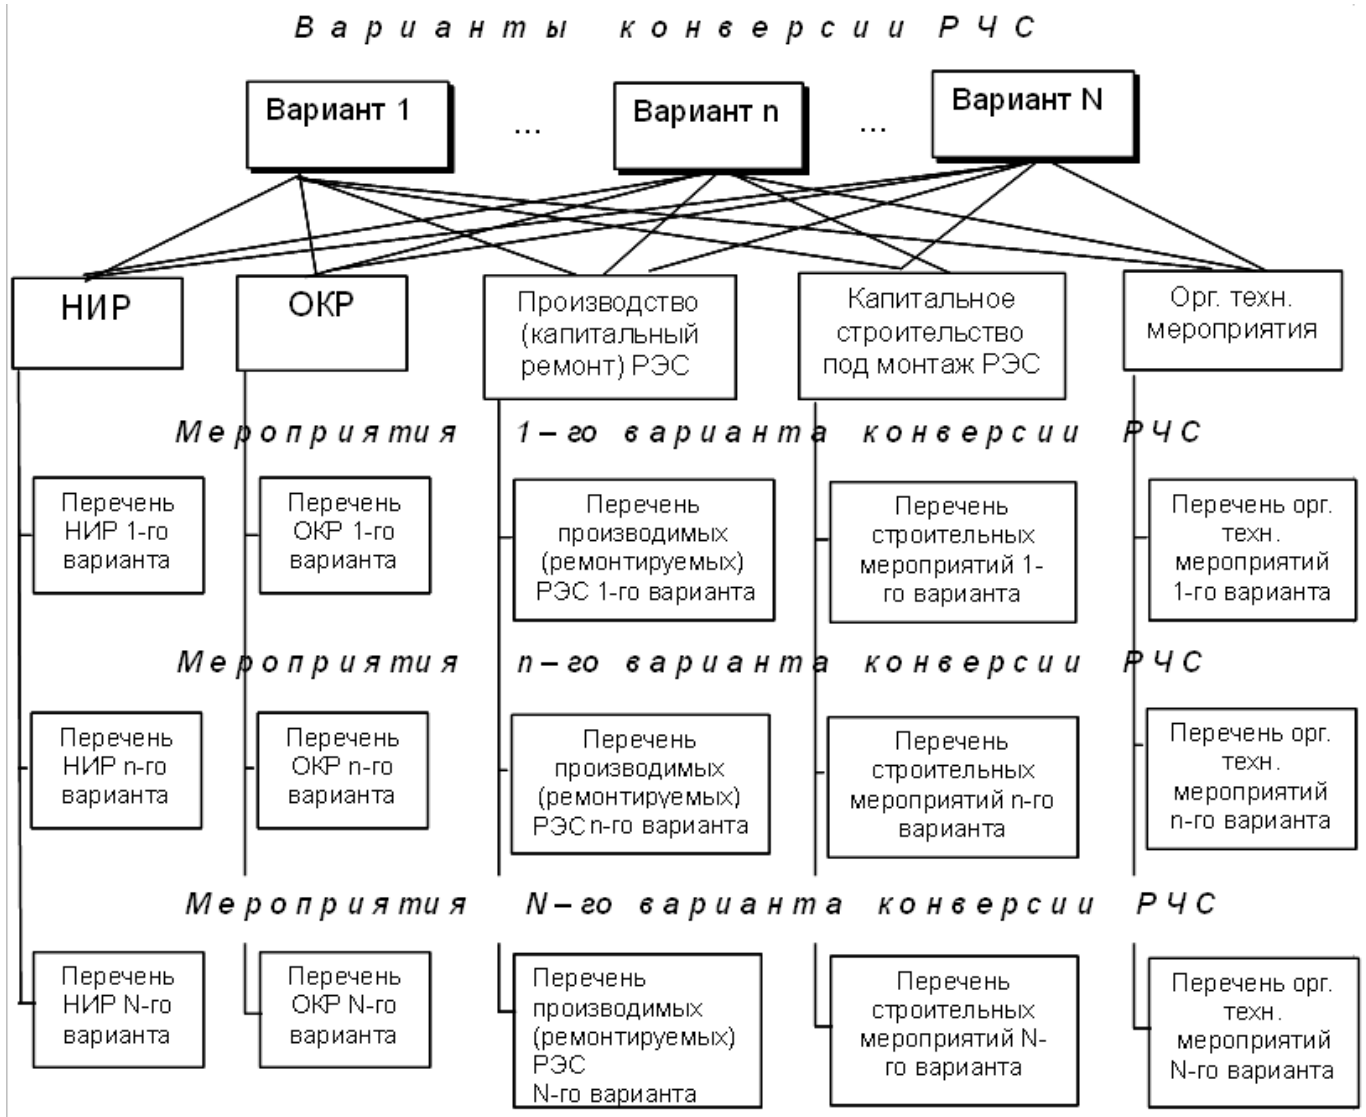 Варианты конверсии РЧС
Вариант 1
...
Вариант n
...
Вариант N
НИР
ОКР
Производство
(капитальный
ремонт) РЭС
Капитальное
строительство
под монтаж РЭС
Орг. техн.
мероприятия
Мероприятия 1-го варианта конверсии РЧС
Перечень
НИР 1-го
варианта
Перечень
ОКР 1-го
варианта
Перечень
производимых
(ремонтируемых)
РЭС 1-го варианта
Перечень
строительных
мероприятий 1-
го варианта
Перечень орг.
техн.
мероприятий
1-го варианта
Мероприятия n-го варианта конверсии РЧС
Перечень
НИР n-го
варианта
Перечень
ОКР n-го
варианта
Перечень
производимых
(ремонтируемых)
РЭС n-го варианта
Перечень
строительных
мероприятий n-го
варианта
Перечень орг.
техн.
мероприятий
n-го варианта
Мероприятия N-го варианта конверсии РЧС
Перечень
НИР N-го
варианта
Перечень
ОКР N-го
варианта
Перечень
производимых
(ремонтируемых)
РЭС
N-го варианта
Перечень
строительных
мероприятий N-
го варианта
Перечень орг.
техн.
мероприятий
N-го варианта